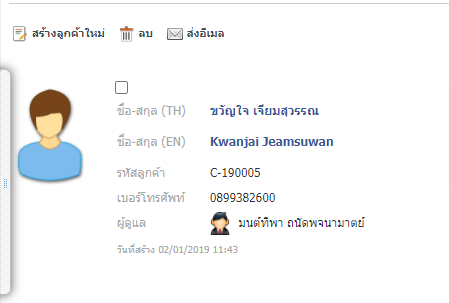 สร้างลูกค้าใหม่ ลบ ส่งอีเมล
ชื่อ-สกุล (TH) ขวัญใจ เจียมสุวรรณ
ชื่อ-สกุล (EN) Kwanjai Jeamsuwan
รหัสลูกค้า C-190005
เบอร์โทรศัพท์ 0899382600
ผู้ดูแล มนต์ทิพา ถนัดพจนามาตย์
วันที่สร้าง 02/01/2019 11:43